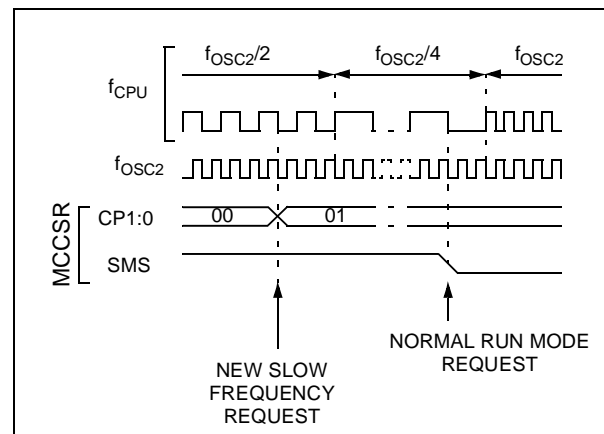 fOSC2/2 fOSC2/4 fOSC2
fCPU
fOSC2
MCCSR
CP1:0 00 01
SMS
NEW SLOW
FREQUENCY
REQUEST
NORMAL RUN MODE
REQUEST